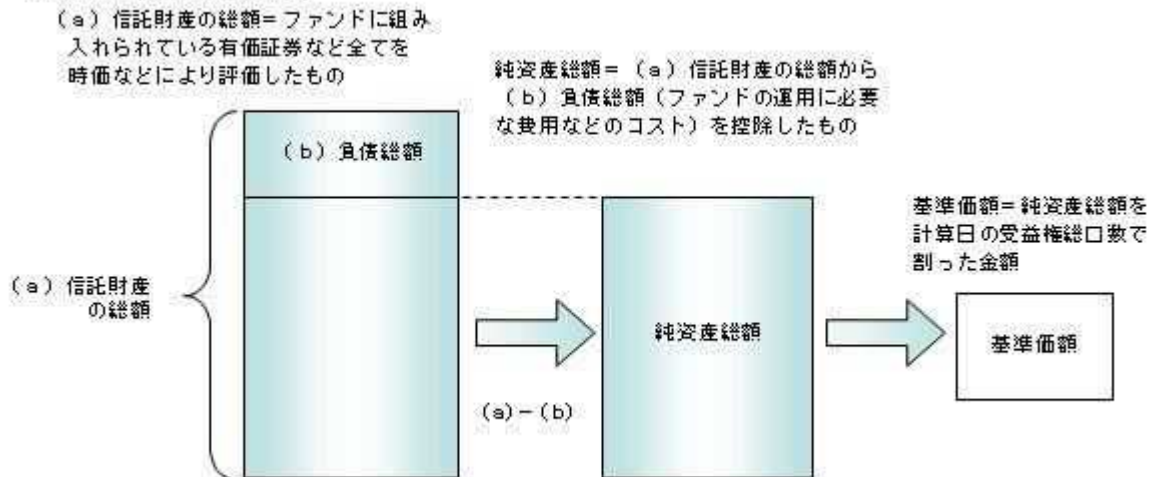 (a)信託財産の総額=ファンドに組み
入れられている有価証券など全てを
時価などにより評価したもの
純資産総額=(a)信託財産の総額から
(b)負債総額(ファンドの運用に必要
な費用などのコスト)を控除したもの
(b)負債総額
基準価額=純資産総額を
計算日の受益権総口数で
割った金額
(a)信託財産
の総額
純資産総額
基準価額
(a)-(b)